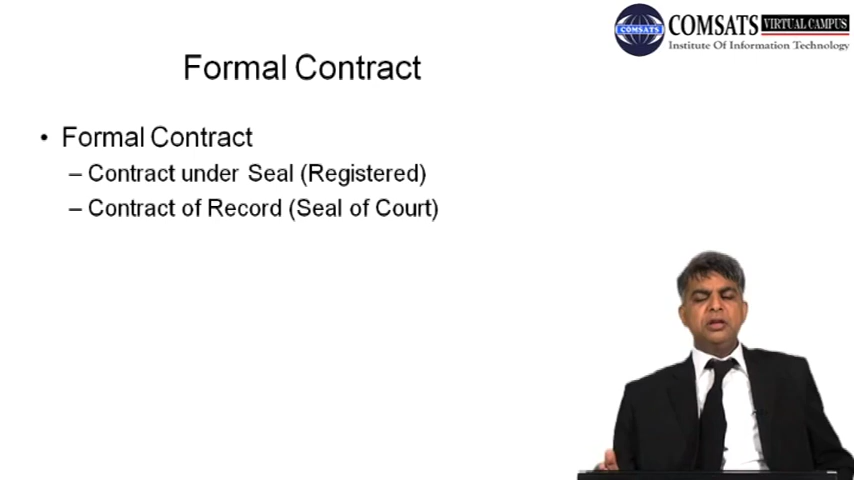 COMSATS VIRTUAL CAMPUS
COMSATS
Institute Of Information Technology
Formal Contract
• Formal Contract
– Contract under Seal (Registered)
– Contract of Record (Seal of Court)